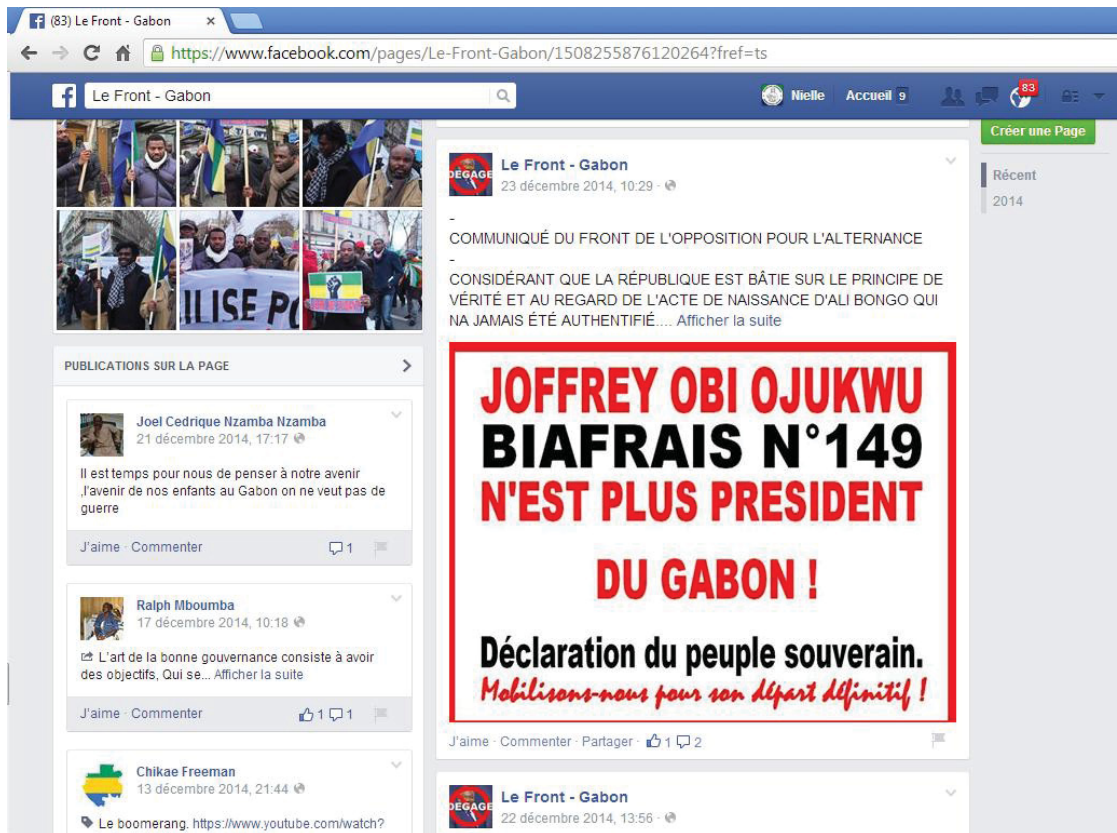 (83) Le Front - Gabon
https://www.facebook.com/pages/Le-Front-Gabon/1508255876120264?fref=ts
Le Front - Gabon
Nielle Accueil 9
83
Créer une Page
Récent
2014
PUBLICATIONS SUR LA PAGE
Joel Cedrique Nzamba Nzamba
21 décembre 2014, 17:17
Il est temps pour nous de penser à notre avenir
,l'avenir de nos enfants au Gabon on ne veut pas de
guerre
J'aime · Commenter 1
Ralph Mboumba
17 décembre 2014, 10:18
L'art de la bonne gouvernance consiste à avoir
des objectifs, Qui se... Afficher la suite
J'aime · Commenter 1 1
Chikae Freeman
13 décembre 2014, 21:44
Le boomerang. https://www.youtube.com/watch?
DÉGAGE
Le Front - Gabon
23 décembre 2014, 10:29 ·
-
COMMUNIQUÉ DU FRONT DE L'OPPOSITION POUR L'ALTERNANCE
-
CONSIDÉRANT QUE LA RÉPUBLIQUE EST BÂTIE SUR LE PRINCIPE DE
VÉRITÉ ET AU REGARD DE L'ACTE DE NAISSANCE D'ALI BONGO QUI
NA JAMAIS ÉTÉ AUTHENTIFIÉ.... Afficher la suite
JOFFREY OBI OJUKWU
BIAFRAIS N°149
N'EST PLUS PRESIDENT
DU GABON !
Déclaration du peuple souverain.
Mobilisons-nous pour son départ définitif !
J'aime · Commenter · Partager · 1 2
DÉGAGE
Le Front - Gabon
22 décembre 2014, 13:56 ·